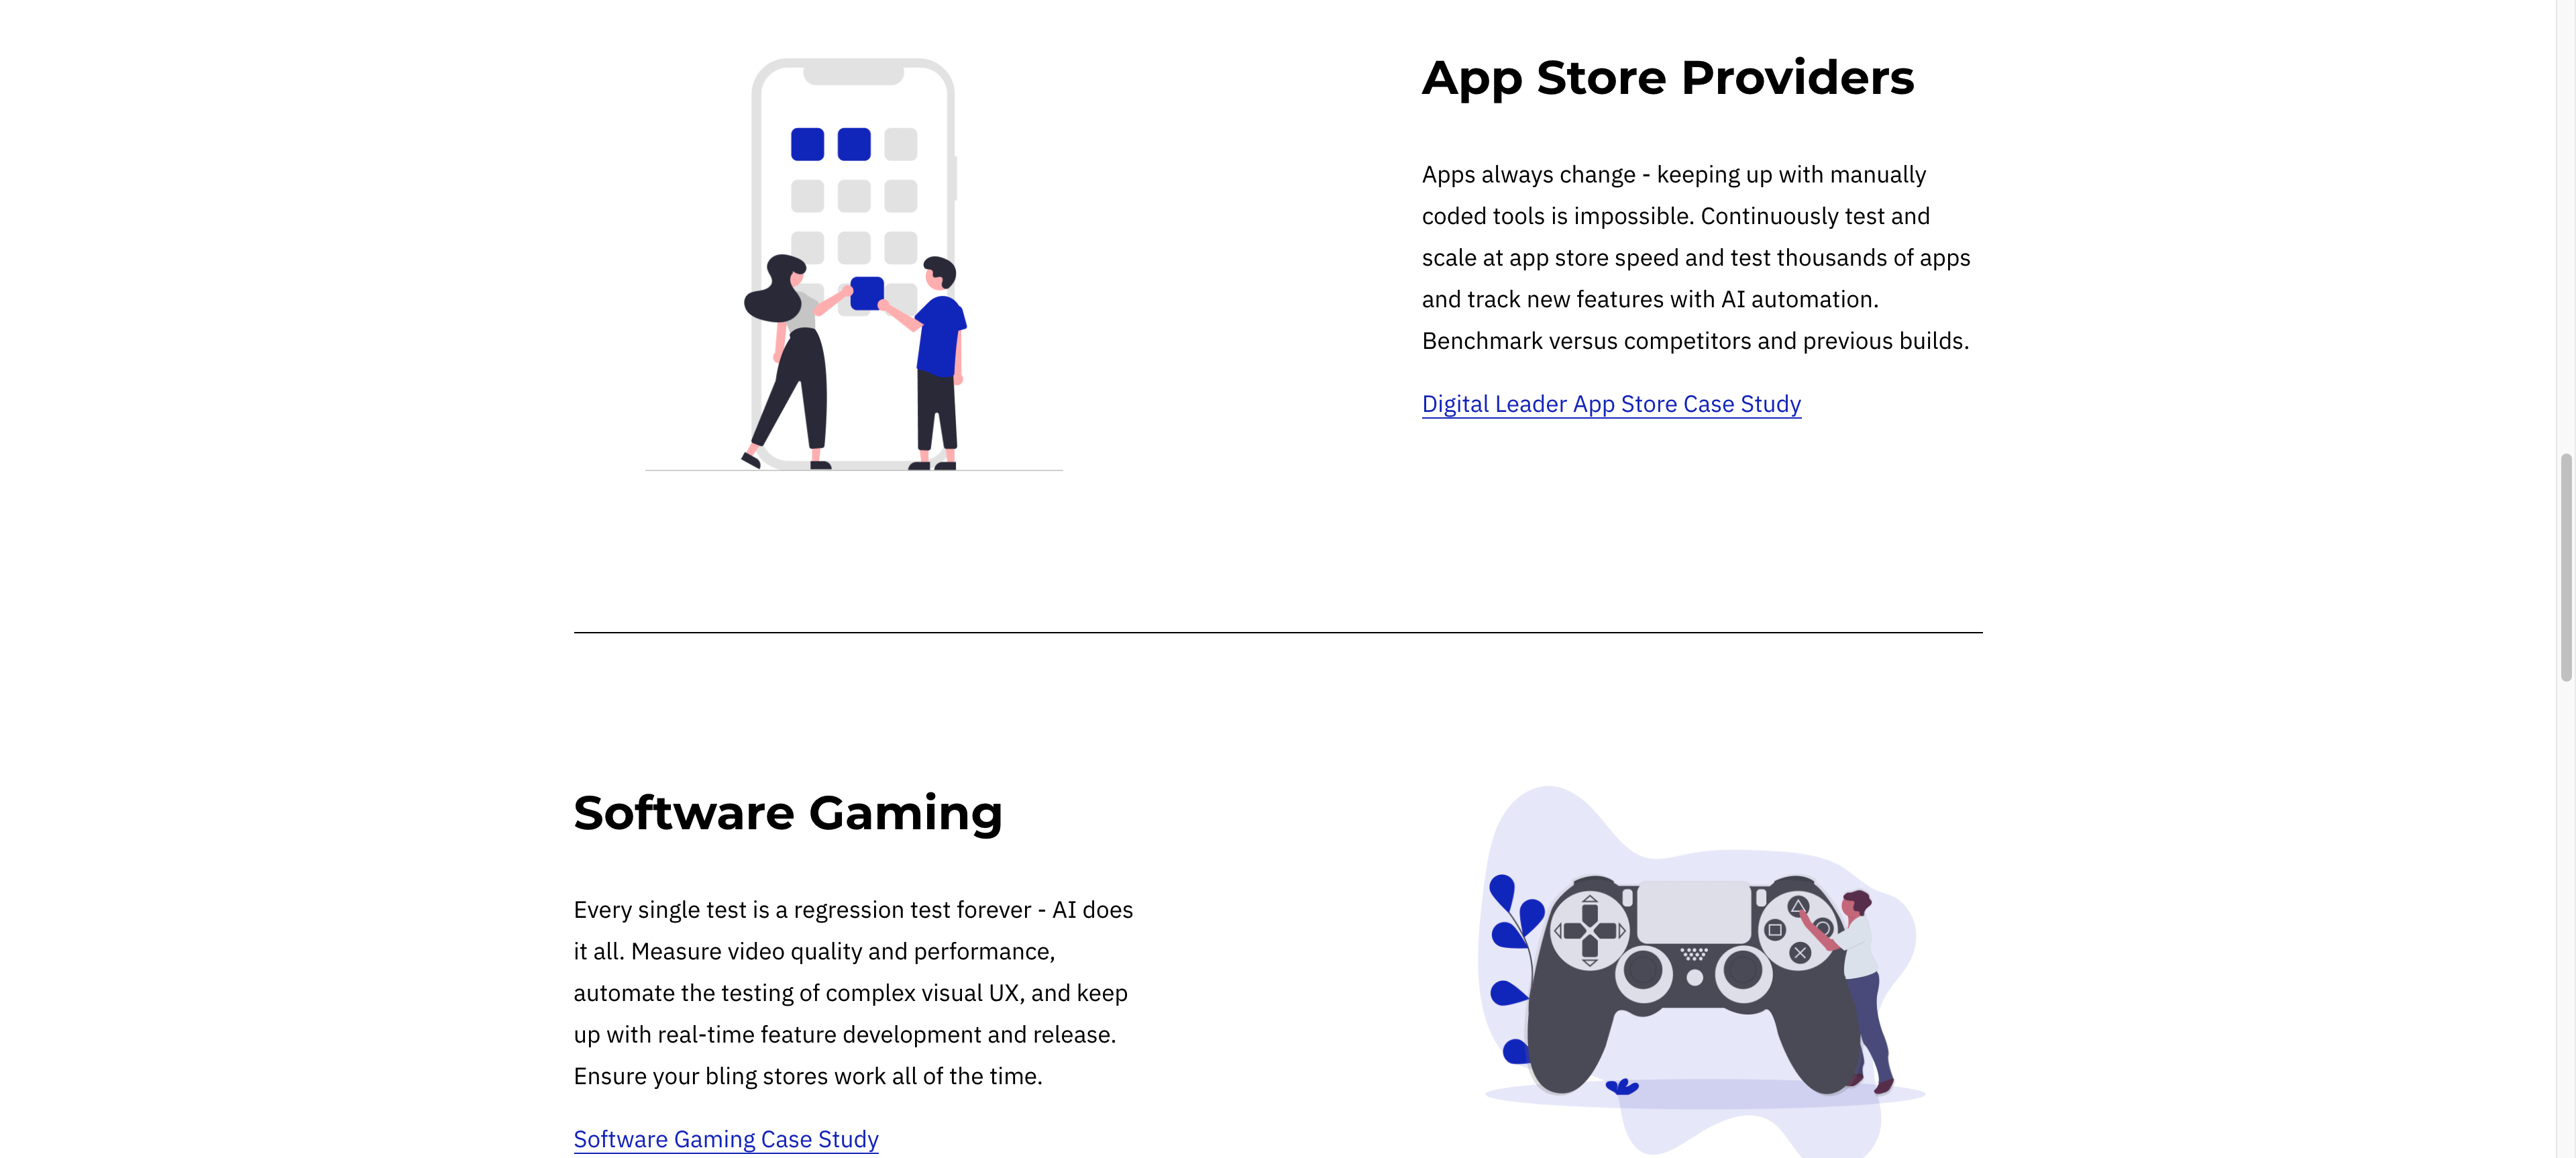 App Store Providers
Apps always change - keeping up with manually
coded tools is impossible. Continuously test and
scale at app store speed and test thousands of apps
and track new features with AI automation.
Benchmark versus competitors and previous builds.
Digital Leader App Store Case Study
Software Gaming
Every single test is a regression test forever - AI does
it all. Measure video quality and performance,
automate the testing of complex visual UX, and keep
up with real-time feature development and release.
Ensure your bling stores work all of the time.
Software Gaming Case Study